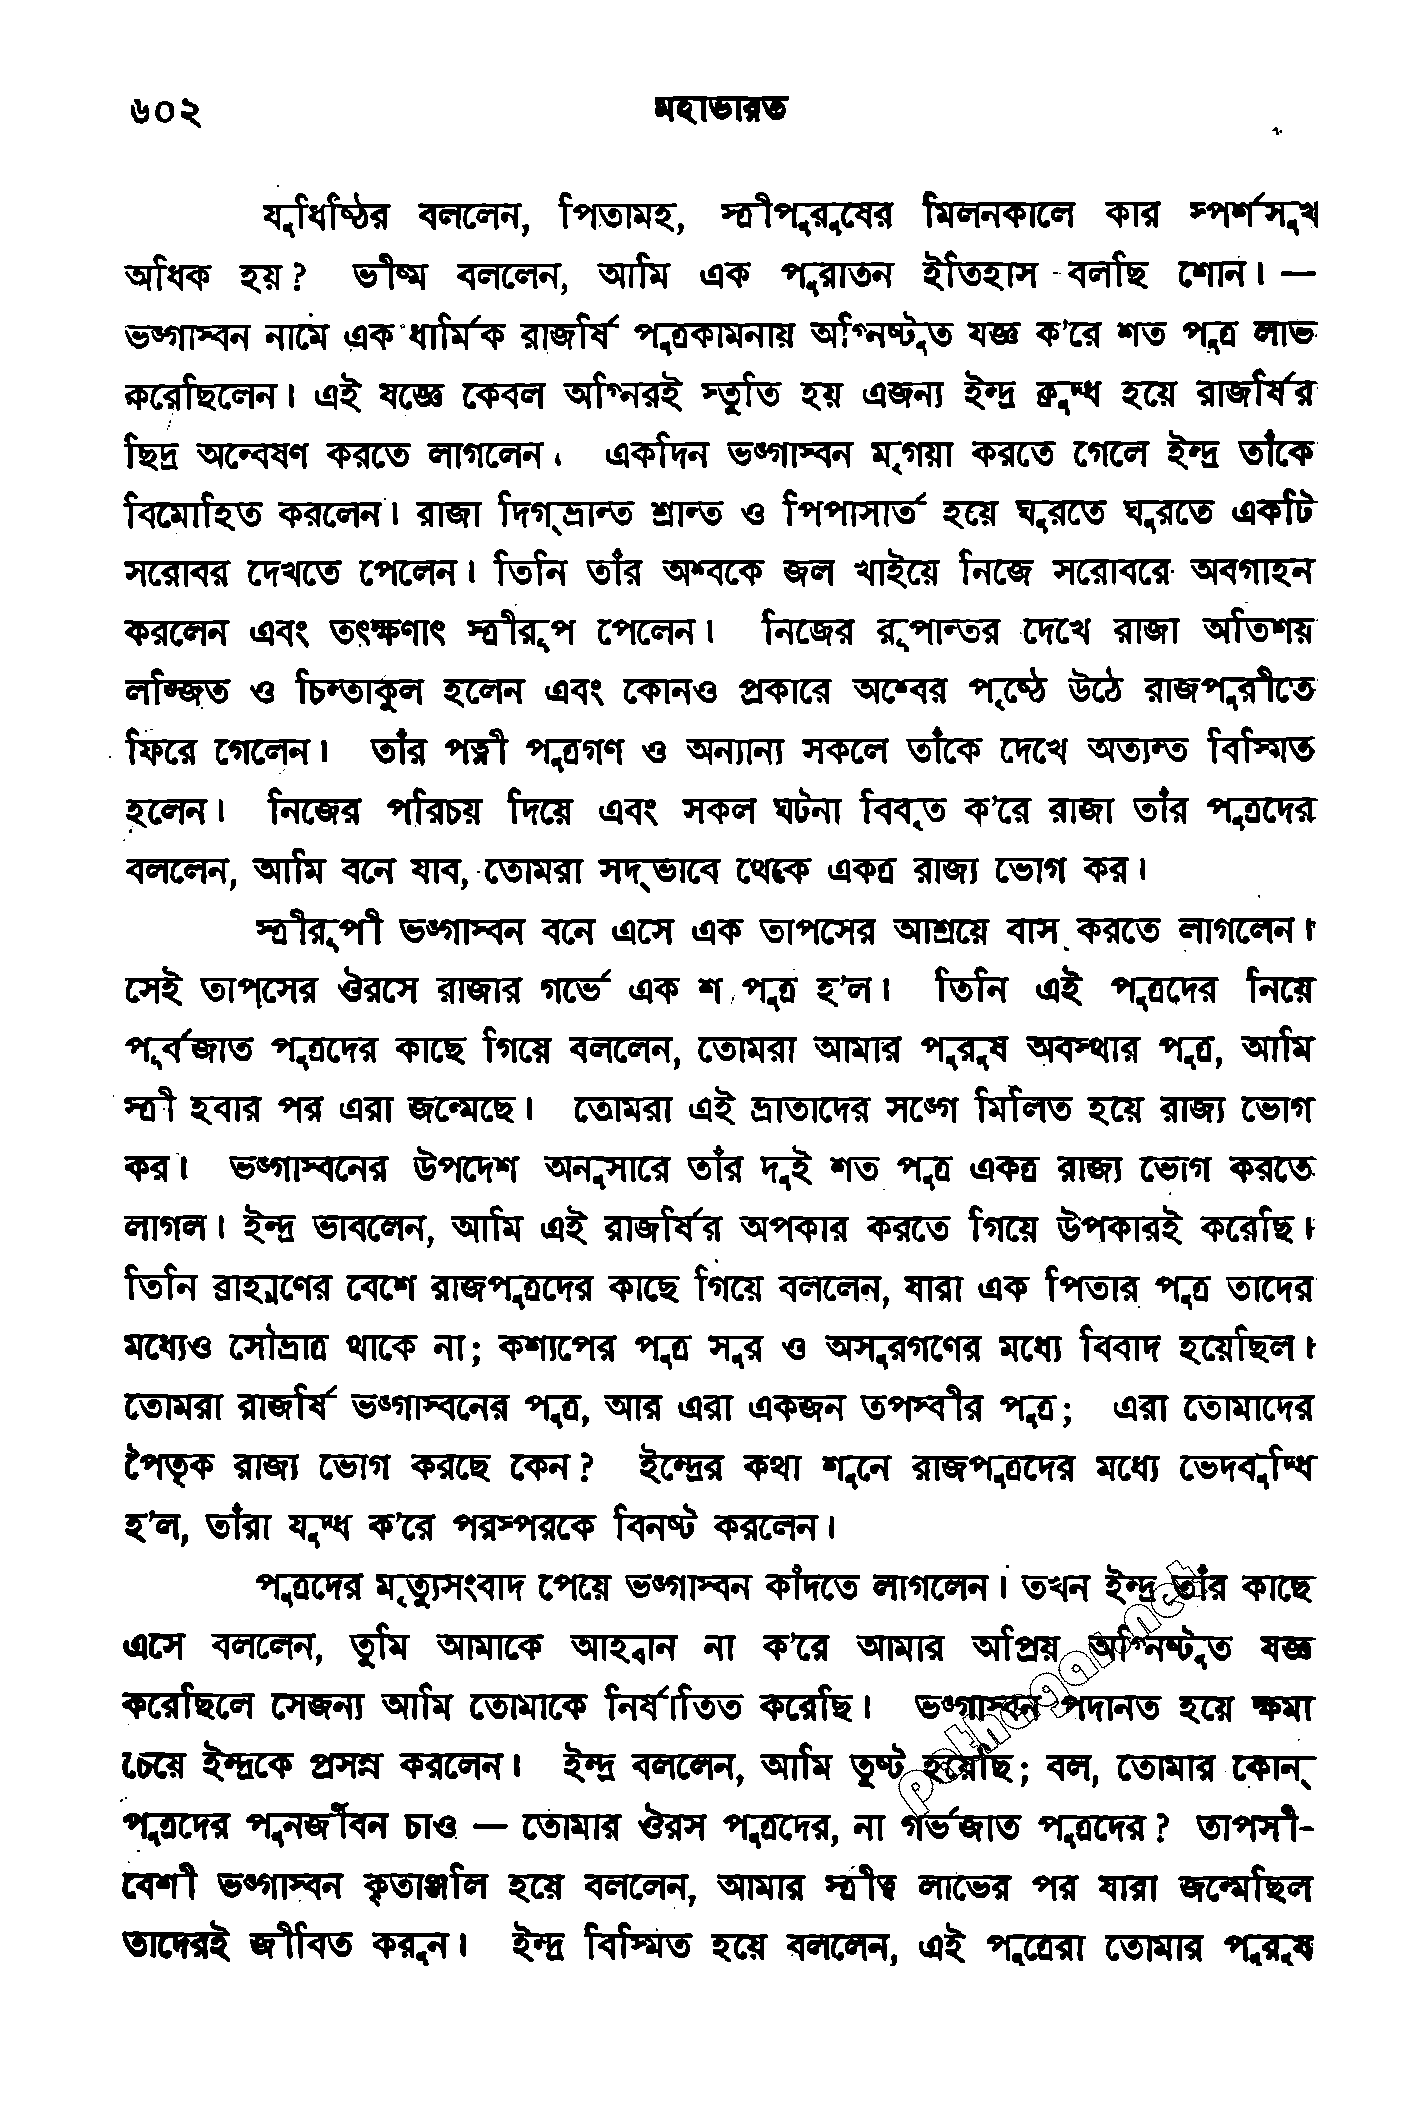 ৬০২ মহাভারত
যুধিষ্ঠির বললেন, পিতামহ, স্ত্রীপুরুষের মিলনকালে কার স্পর্শসুখ
অধিক হয়? ভীষ্ম বললেন, আমি এক পুরাতন ইতিহাস বলছি শোন। —
ভঙ্গাস্বন নামে এক ধার্মিক রাজর্ষি পুত্রকামনায় অগ্নিষ্টুত যজ্ঞ ক'রে শত পুত্র লাভ
করেছিলেন। এই যজ্ঞে কেবল অগ্নিরই স্তুতি হয় এজন্য ইন্দ্র ক্রুদ্ধ হয়ে রাজর্ষির
ছিদ্র অন্বেষণ করতে লাগলেন। একদিন ভঙ্গাস্বন মৃগয়া করতে গেলে ইন্দ্র তাঁকে
বিমোহিত করলেন। রাজা দিগ্‌ভ্রান্ত শ্রান্ত ও পিপাসার্ত হয়ে ঘুরতে ঘুরতে একটি
সরোবর দেখতে পেলেন। তিনি তাঁর অশ্বকে জল খাইয়ে নিজে সরোবরে অবগাহন
করলেন এবং তৎক্ষণাৎ স্ত্রীরূপ পেলেন। নিজের রূপান্তর দেখে রাজা অতিশয়
লজ্জিত ও চিন্তাকুল হলেন এবং কোনও প্রকারে অশ্বের পৃষ্ঠে উঠে রাজপুরীতে
ফিরে গেলেন। তাঁর পত্নী পুত্রগণ ও অন্যান্য সকলে তাঁকে দেখে অত্যন্ত বিস্মিত
হলেন। নিজের পরিচয় দিয়ে এবং সকল ঘটনা বিবৃত ক'রে রাজা তাঁর পুত্রদের
বললেন, আমি বনে যাব, তোমরা সদ্‌ভাবে থেকে একত্র রাজ্য ভোগ কর।
স্ত্রীরূপী ভঙ্গাস্বন বনে এসে এক তাপসের আশ্রয়ে বাস করতে লাগলেন।
সেই তাপসের ঔরসে রাজার গর্ভে এক শ পুত্র হ'ল। তিনি এই পুত্রদের নিয়ে
পূর্বজাত পুত্রদের কাছে গিয়ে বললেন, তোমরা আমার পুরুষ অবস্থার পুত্র, আমি
স্ত্রী হবার পর এরা জন্মেছে। তোমরা এই ভ্রাতাদের সঙ্গে মিলিত হয়ে রাজ্য ভোগ
কর। ভঙ্গাস্বনের উপদেশ অনুসারে তাঁর দুই শত পুত্র একত্র রাজ্য ভোগ করতে
লাগল। ইন্দ্র ভাবলেন, আমি এই রাজর্ষির অপকার করতে গিয়ে উপকারই করেছি।
তিনি ব্রাহ্মণের বেশে রাজপুত্রদের কাছে গিয়ে বললেন, যারা এক পিতার পুত্র তাদের
মধ্যেও সৌভ্রাত্র থাকে না; কশ্যপের পুত্র সুর ও অসুরগণের মধ্যে বিবাদ হয়েছিল।
তোমরা রাজর্ষি ভঙ্গাস্বনের পুত্র, আর এরা একজন তপস্বীর পুত্র; এরা তোমাদের
পৈতৃক রাজ্য ভোগ করছে কেন? ইন্দ্রের কথা শুনে রাজপুত্রদের মধ্যে ভেদবুদ্ধি
হ'ল, তাঁরা যুদ্ধ ক'রে পরস্পরকে বিনষ্ট করলেন।
পুত্রদের মৃত্যুসংবাদ পেয়ে ভঙ্গাস্বন কাঁদতে লাগলেন। তখন ইন্দ্র তাঁর কাছে
এসে বললেন, তুমি আমাকে আহ্বান না ক'রে আমার অপ্রিয় অগ্নিষ্টুত যজ্ঞ
করেছিলে সেজন্য আমি তোমাকে নির্যাতিত করেছি। ভঙ্গাস্বন পদানত হয়ে ক্ষমা
চেয়ে ইন্দ্রকে প্রসন্ন করলেন। ইন্দ্র বললেন, আমি তুষ্ট হয়েছি; বল, তোমার কোন্
পুত্রদের পুনর্জীবন চাও — তোমার ঔরস পুত্রদের, না গর্ভজাত পুত্রদের? তাপসী-
বেশী ভঙ্গাস্বন কৃতাঞ্জলি হয়ে বললেন, আমার স্ত্রীত্ব লাভের পর যারা জন্মেছিল
তাদেরই জীবিত করুন। ইন্দ্র বিস্মিত হয়ে বললেন, এই পুত্রেরা তোমার পুরুষ
pathagar.net